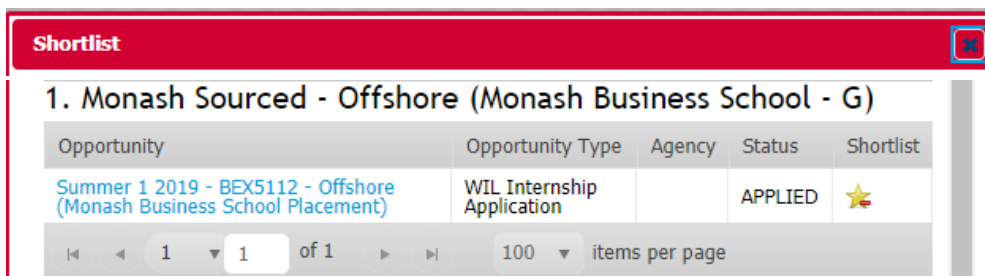 Shortlist
1. Monash Sourced - Offshore (Monash Business School - G)
Opportunity Opportunity Type Agency Status Shortlist
Summer 1 2019 - BEX5112 - Offshore
(Monash Business School Placement)
WIL Internship
Application
APPLIED
1 1 of 1 100 items per page